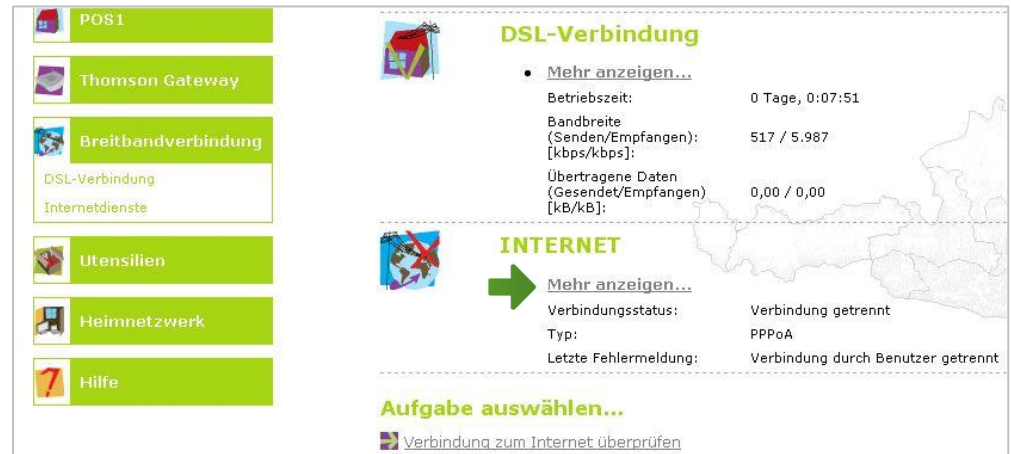 POS1
Thomson Gateway
Breitbandverbindung
DSL-Verbindung
Internetdienste
Utensilien
Heimnetzwerk
Hilfe
DSL-Verbindung
Mehr anzeigen...
Betriebszeit: 0 Tage, 0:07:51
Bandbreite
(Senden/Empfangen): 517 / 5.987
[kbps/kbps]:
Übertragene Daten
(Gesendet/Empfangen) 0,00 / 0,00
[kB/kB]:
INTERNET
Mehr anzeigen...
Verbindungsstatus: Verbindung getrennt
Typ: PPPoA
Letzte Fehlermeldung: Verbindung durch Benutzer getrennt
Aufgabe auswählen...
Verbindung zum Internet überprüfen